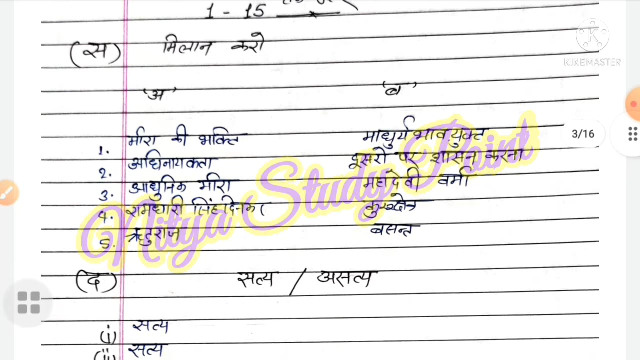 1 - 15
(स) मिलान करो
'अ' 'ब'
1. मीरा की भक्ति माधुर्य भाव युक्त
2. अधिनायकता दूसरो पर शासन करना
3. आधुनिक मीरा महादेवी वर्मा
4. रामधारी सिंह दिनकर कुरुक्षेत्र
5. ऋतुराज बसन्त
(द) सत्य / असत्य
(i) सत्य
(ii) सत्य
Nitya Study Point
KINEMASTER
3/16